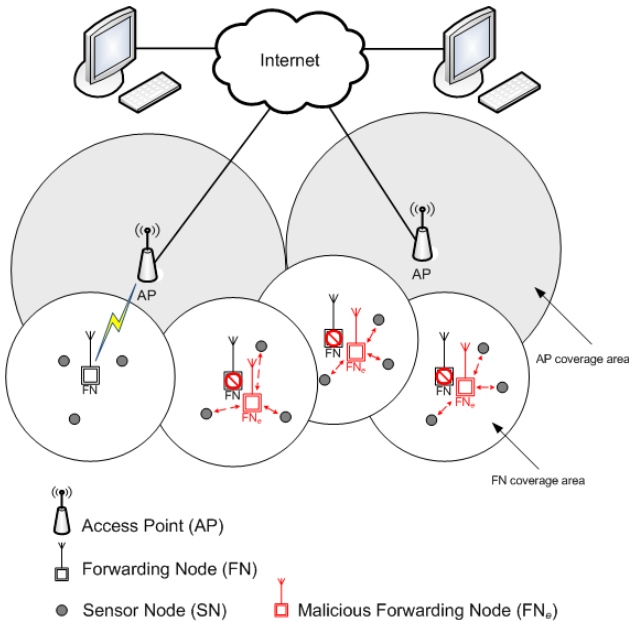 Internet
AP
AP
FN
FN
FNₑ
FN
FNₑ
FN
FNₑ
AP coverage area
FN coverage area
Access Point (AP)
Forwarding Node (FN)
Sensor Node (SN)
Malicious Forwarding Node (FNₑ)